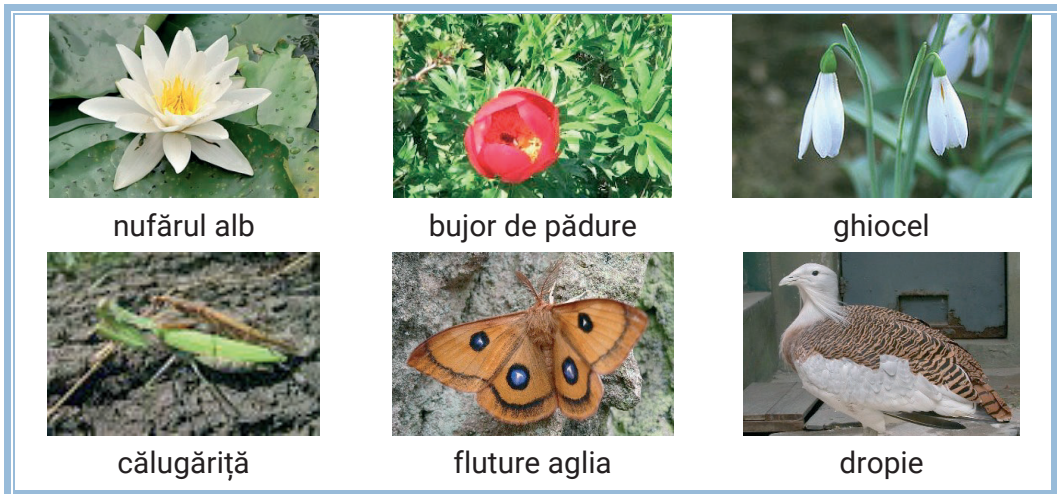 nufărul alb
bujor de pădure
ghiocel
călugăriță
fluture aglia
dropie